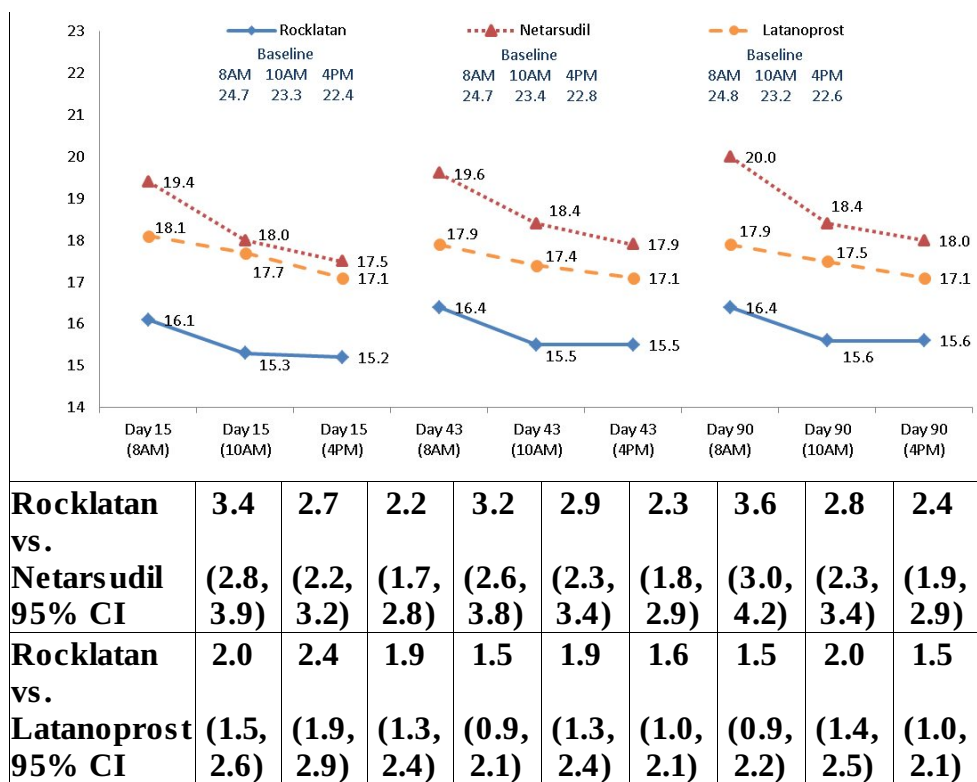 23
Rocklatan
Netarsudil
Latanoprost
Baseline
Baseline
Baseline
22
8AM 10AM 4PM
8AM 10AM 4PM
8AM 10AM 4PM
24.7 23.3 22.4
24.7 23.4 22.8
24.8 23.2 22.6
21
20
20.0
19.4
19.6
19
18.4
18.4
18.1
18.0
17.9
17.9
17.9
18.0
18
17.7
17.5
17.4
17.5
17.1
17.1
17.1
17
16.1
16.4
16.4
16
15.3
15.2
15.5
15.5
15.6
15.6
15
14
Day 15 Day 15 Day 15 Day 43 Day 43 Day 43 Day 90 Day 90 Day 90
(8AM) (10AM) (4PM) (8AM) (10AM) (4PM) (8AM) (10AM) (4PM)
Rocklatan 3.4 2.7 2.2 3.2 2.9 2.3 3.6 2.8 2.4
vs.
Netarsudil (2.8, (2.2, (1.7, (2.6, (2.3, (1.8, (3.0, (2.3, (1.9,
95% CI 3.9) 3.2) 2.8) 3.8) 3.4) 2.9) 4.2) 3.4) 2.9)
Rocklatan 2.0 2.4 1.9 1.5 1.9 1.6 1.5 2.0 1.5
vs.
Latanoprost (1.5, (1.9, (1.3, (0.9, (1.3, (1.0, (0.9, (1.4, (1.0,
95% CI 2.6) 2.9) 2.4) 2.1) 2.4) 2.1) 2.2) 2.5) 2.1)